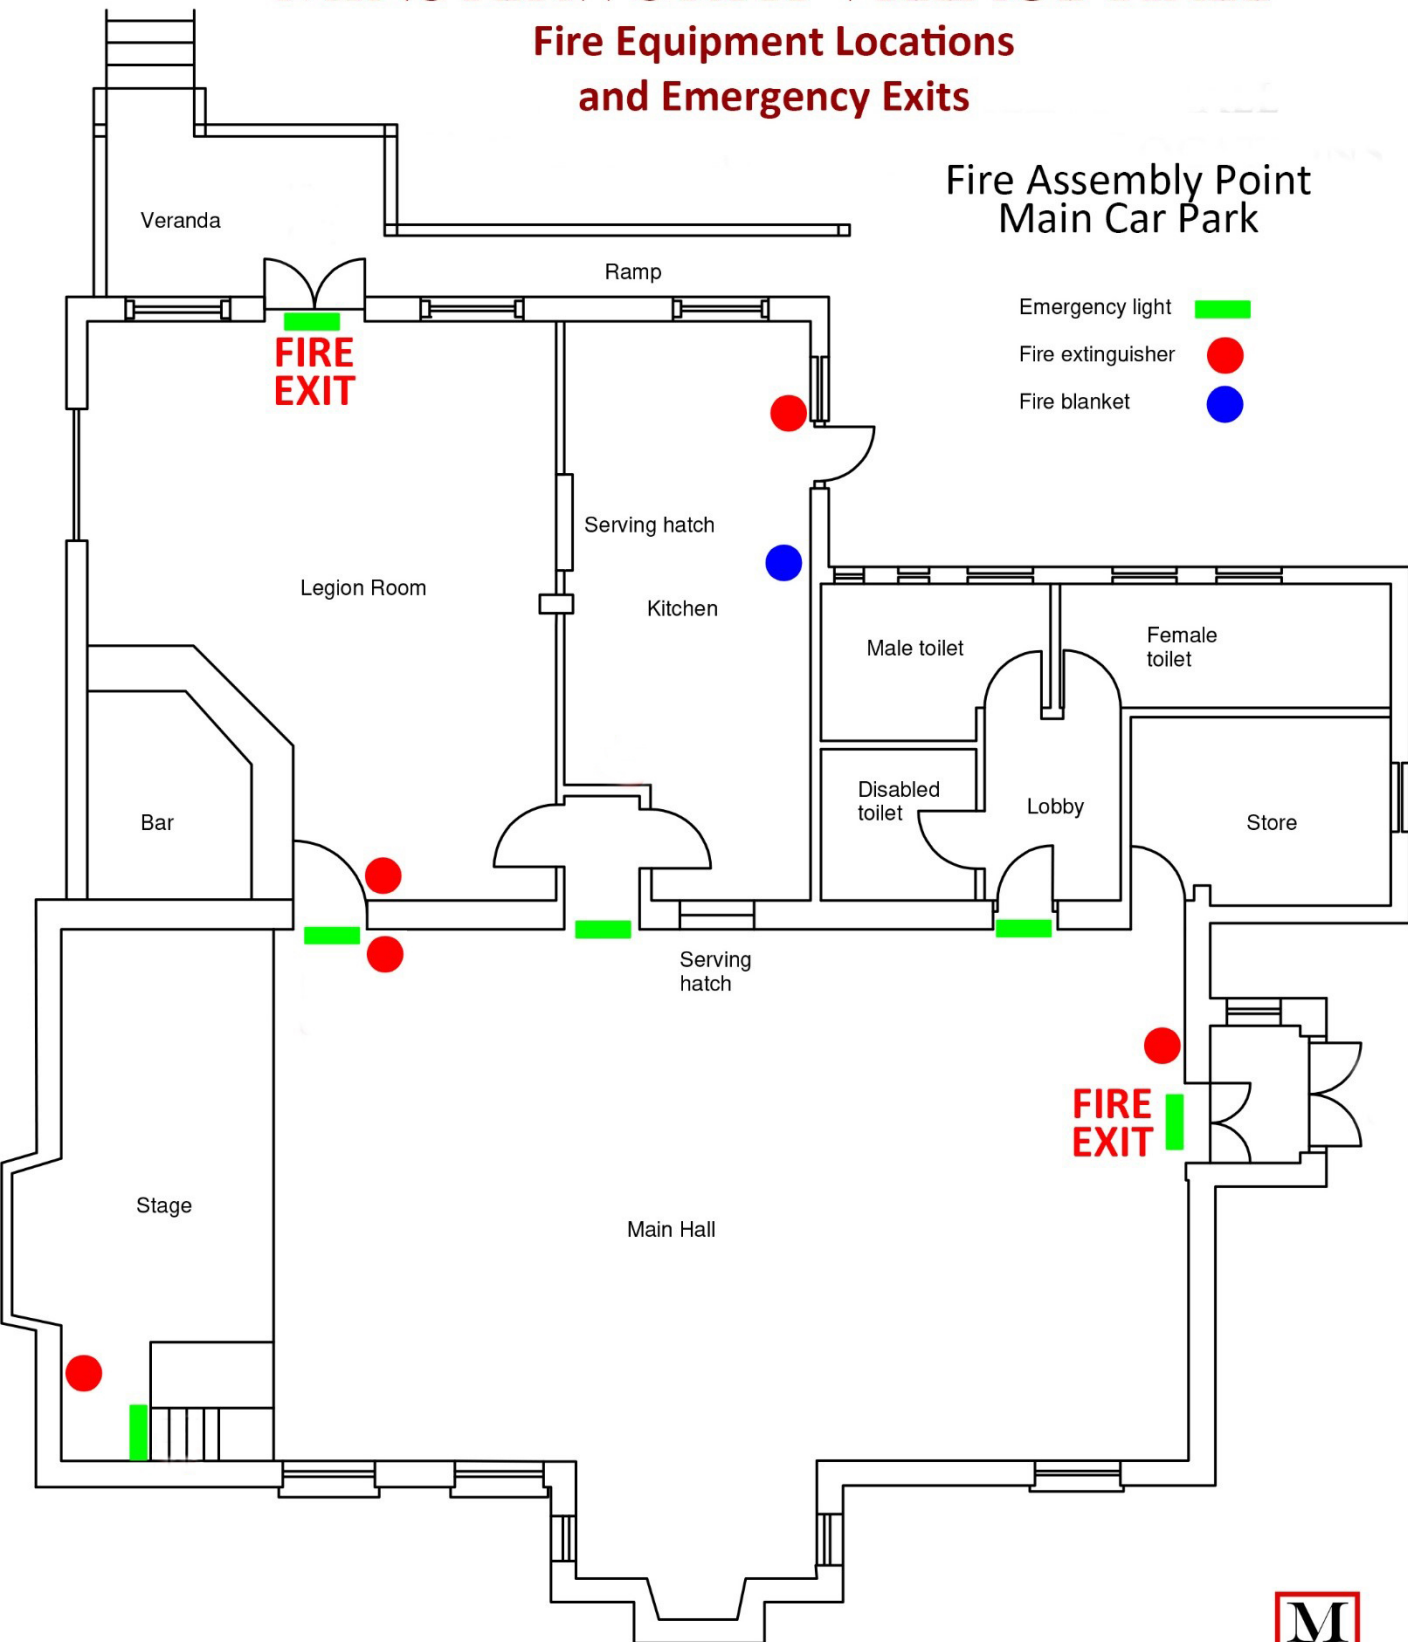 Fire Equipment Locations
and Emergency Exits
Fire Assembly Point
Main Car Park
Veranda
Ramp
Emergency light
Fire extinguisher
Fire blanket
FIRE
EXIT
Serving hatch
Legion Room
Kitchen
Male toilet
Female
toilet
Disabled
toilet
Lobby
Bar
Store
Serving
hatch
FIRE
EXIT
Stage
Main Hall
M